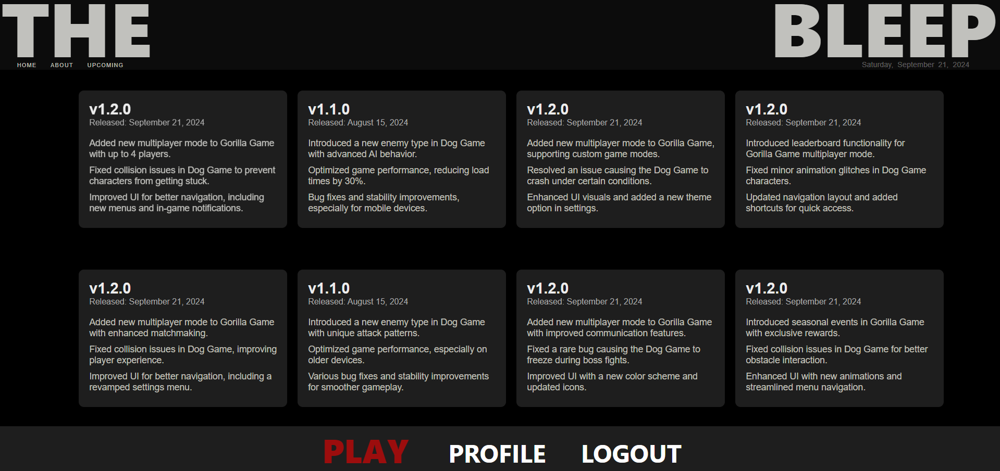 THE BLEEP
HOME ABOUT UPCOMING
Saturday, September 21, 2024
v1.2.0
Released: September 21, 2024
Added new multiplayer mode to Gorilla Game
with up to 4 players.
Fixed collision issues in Dog Game to prevent
characters from getting stuck.
Improved UI for better navigation, including
new menus and in-game notifications.
v1.1.0
Released: August 15, 2024
Introduced a new enemy type in Dog Game
with advanced AI behavior.
Optimized game performance, reducing load
times by 30%.
Bug fixes and stability improvements,
especially for mobile devices.
v1.2.0
Released: September 21, 2024
Added new multiplayer mode to Gorilla Game,
supporting custom game modes.
Resolved an issue causing the Dog Game to
crash under certain conditions.
Enhanced UI visuals and added a new theme
option in settings.
v1.2.0
Released: September 21, 2024
Introduced leaderboard functionality for
Gorilla Game multiplayer mode.
Fixed minor animation glitches in Dog Game
characters.
Updated navigation layout and added
shortcuts for quick access.
v1.2.0
Released: September 21, 2024
Added new multiplayer mode to Gorilla Game
with enhanced matchmaking.
Fixed collision issues in Dog Game, improving
player experience.
Improved UI for better navigation, including a
revamped settings menu.
v1.1.0
Released: August 15, 2024
Introduced a new enemy type in Dog Game
with unique attack patterns.
Optimized game performance, especially on
older devices.
Various bug fixes and stability improvements
for smoother gameplay.
v1.2.0
Released: September 21, 2024
Added new multiplayer mode to Gorilla Game
with improved communication features.
Fixed a rare bug causing the Dog Game to
freeze during boss fights.
Improved UI with a new color scheme and
updated icons.
v1.2.0
Released: September 21, 2024
Introduced seasonal events in Gorilla Game
with exclusive rewards.
Fixed collision issues in Dog Game for better
obstacle interaction.
Enhanced UI with new animations and
streamlined menu navigation.
PLAY PROFILE LOGOUT